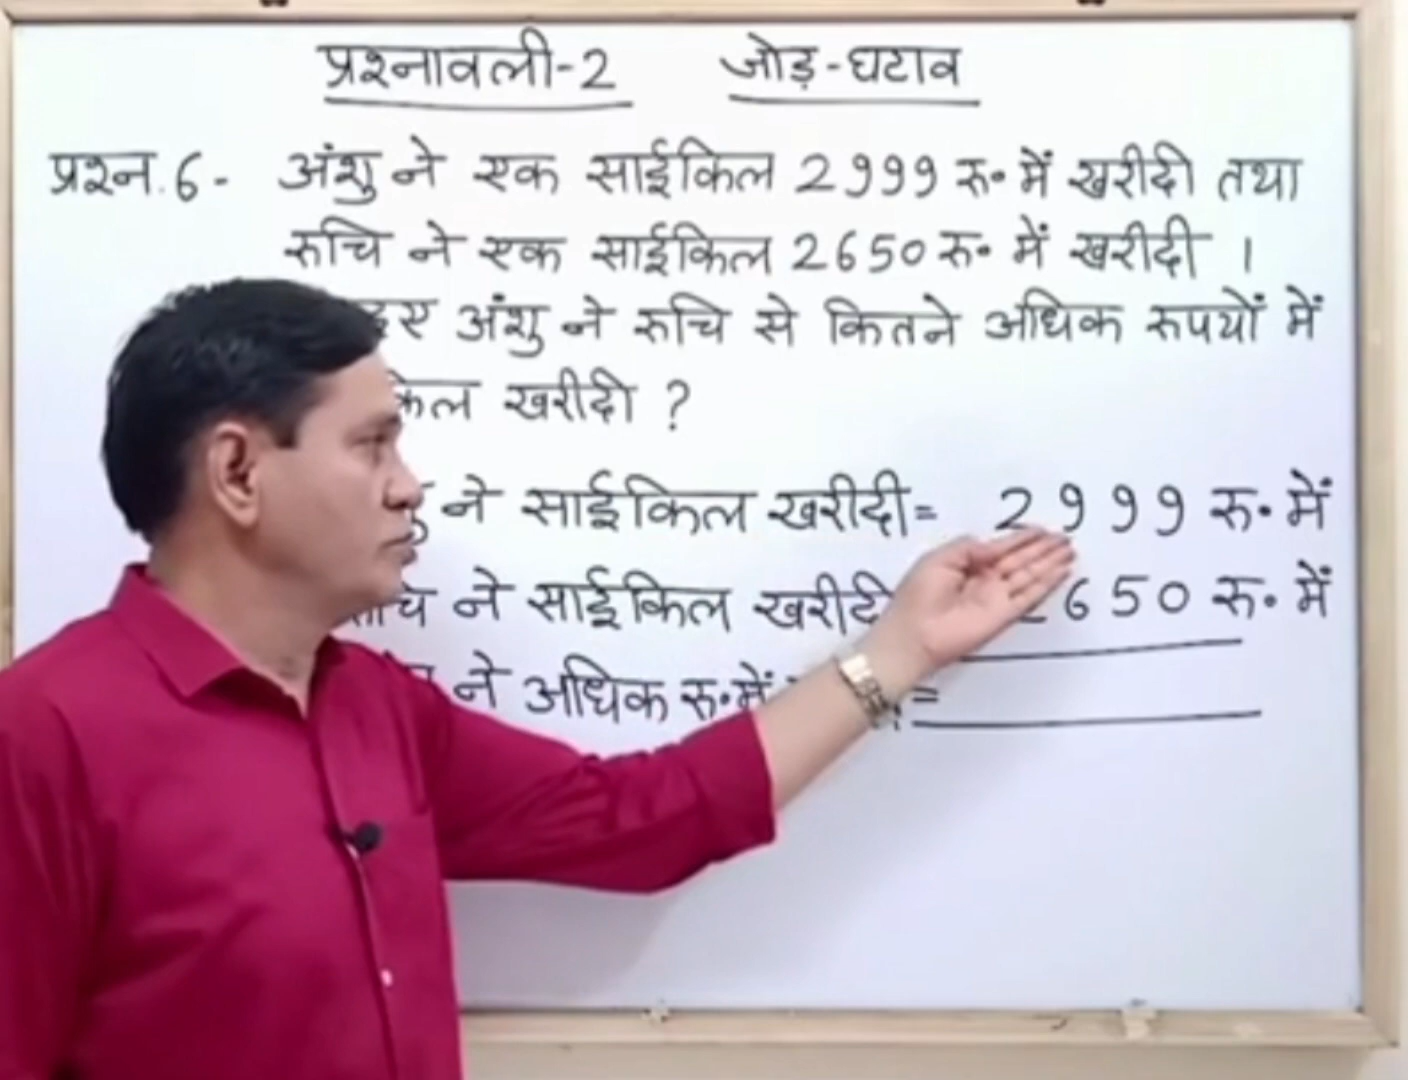 प्रश्नावली-2 जोड़-घटाव
प्रश्न.6- अंशु ने एक साईकिल 2999 रु॰ में खरीदी तथा
रुचि ने एक साईकिल 2650 रु॰ में खरीदी ।
अंशु ने रुचि से कितने अधिक रुपयों में
खरीदी ?
ने साईकिल खरीदी= 2999 रु॰ में
ने साईकिल 650 रु॰ में
ने अधिक रु॰में =